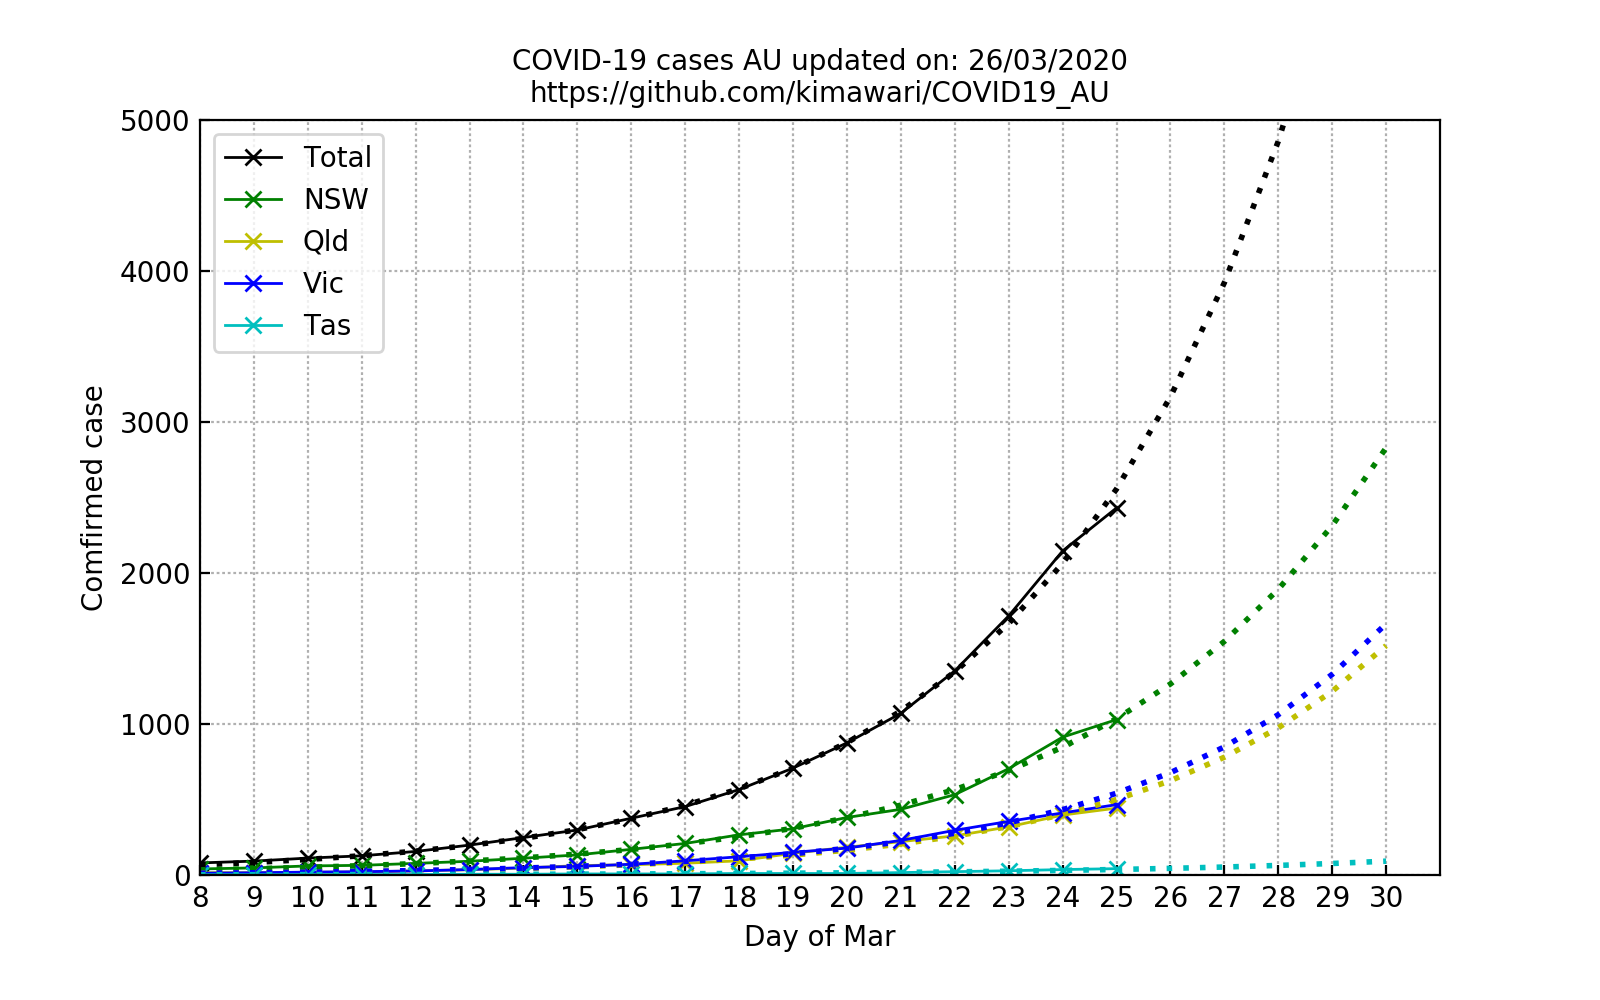 COVID-19 cases AU updated on: 26/03/2020
https://github.com/kimawari/COVID19_AU
5000
4000
3000
2000
1000
0
Total
NSW
Qld
Vic
Tas
Comfirmed case
8 9 10 11 12 13 14 15 16 17 18 19 20 21 22 23 24 25 26 27 28 29 30
Day of Mar